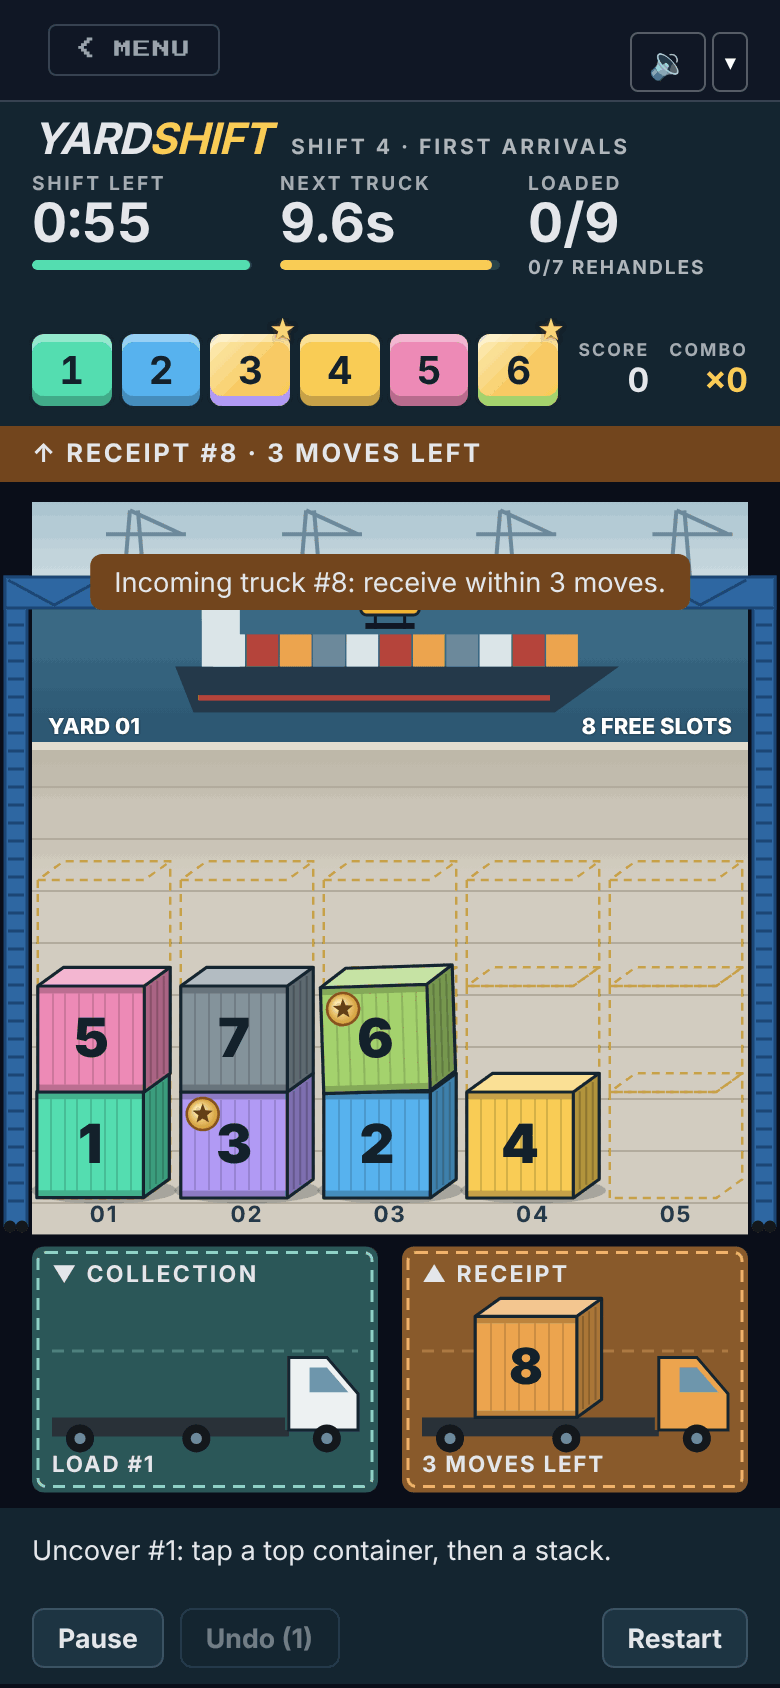 MENU
YARDSHIFT SHIFT 4 · FIRST ARRIVALS
SHIFT LEFT NEXT TRUCK LOADED
0:55 9.6s 0/9
0/7 REHANDLES
1 2 3 4 5 6
SCORE COMBO
0 ×0
↑ RECEIPT #8 · 3 MOVES LEFT
Incoming truck #8: receive within 3 moves.
YARD 01 8 FREE SLOTS
5 7 6
1 3 2 4
01 02 03 04 05
▼ COLLECTION
LOAD #1
▲ RECEIPT
8
3 MOVES LEFT
Uncover #1: tap a top container, then a stack.
Pause Undo (1) Restart